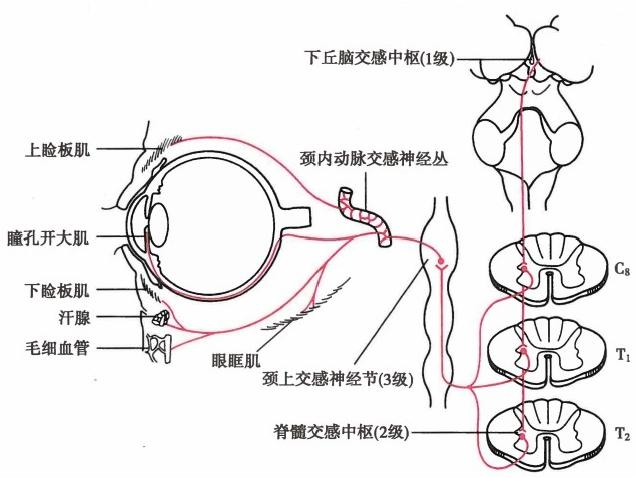 下丘脑交感中枢(1级)
上睑板肌
颈内动脉交感神经丛
瞳孔开大肌
C8
下睑板肌
汗腺
毛细血管
眼眶肌
颈上交感神经节(3级)
T1
脊髓交感中枢(2级)
T2